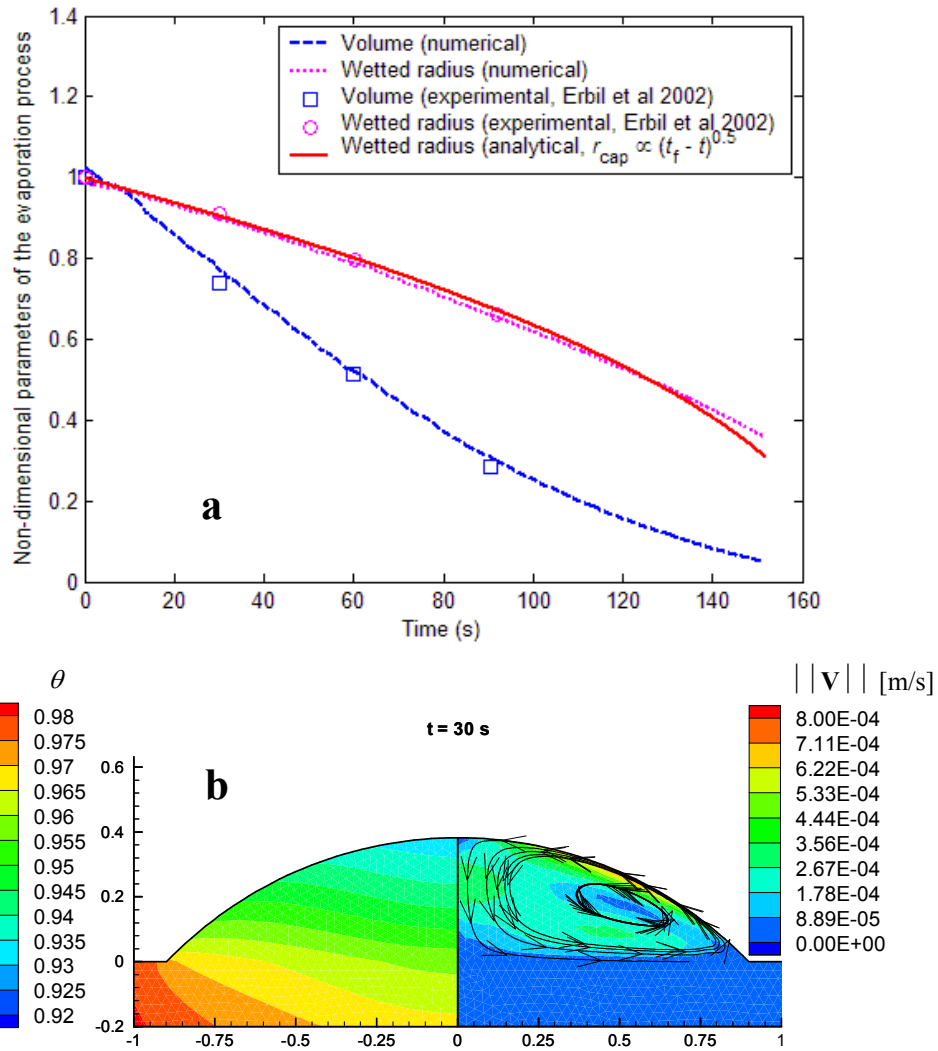 1.4
1.2
1
0.8
0.6
0.4
0.2
0
Non-dimensional parameters of the evaporation process
Volume (numerical)
Wetted radius (numerical)
Volume (experimental, Erbil et al 2002)
Wetted radius (experimental, Erbil et al 2002)
Wetted radius (analytical, r_cap ∝ (t_f - t)^0.5
a
0 20 40 60 80 100 120 140 160
Time (s)
θ
0.98
0.975
0.97
0.965
0.96
0.955
0.95
0.945
0.94
0.935
0.93
0.925
0.92
t = 30 s
b
0.6
0.4
0.2
0
-0.2
-1 -0.75 -0.5 -0.25 0 0.25 0.5 0.75 1
||V|| [m/s]
8.00E-04
7.11E-04
6.22E-04
5.33E-04
4.44E-04
3.56E-04
2.67E-04
1.78E-04
8.89E-05
0.00E+00